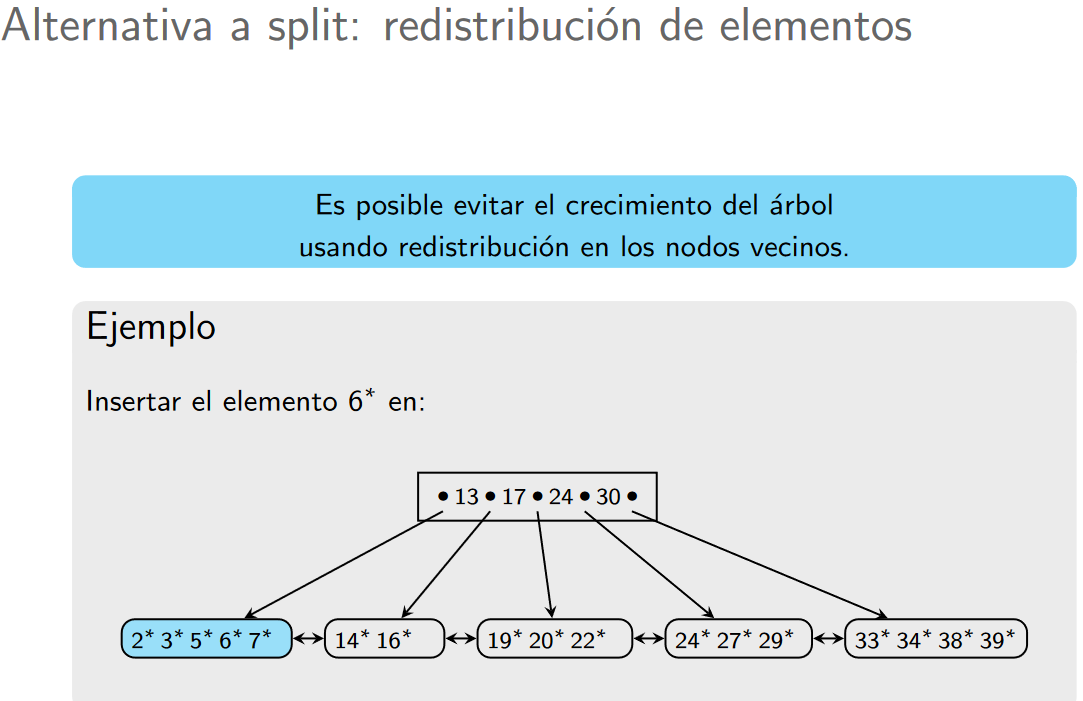 Alternativa a split: redistribución de elementos
Es posible evitar el crecimiento del árbol
usando redistribución en los nodos vecinos.
Ejemplo
Insertar el elemento 6* en:
• 13 • 17 • 24 • 30 •
2* 3* 5* 6* 7* 14* 16* 19* 20* 22* 24* 27* 29* 33* 34* 38* 39*